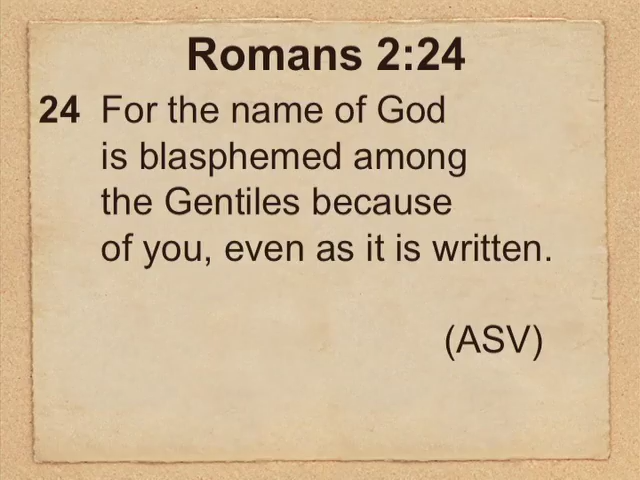 Romans 2:24
24 For the name of God
is blasphemed among
the Gentiles because
of you, even as it is written.
(ASV)